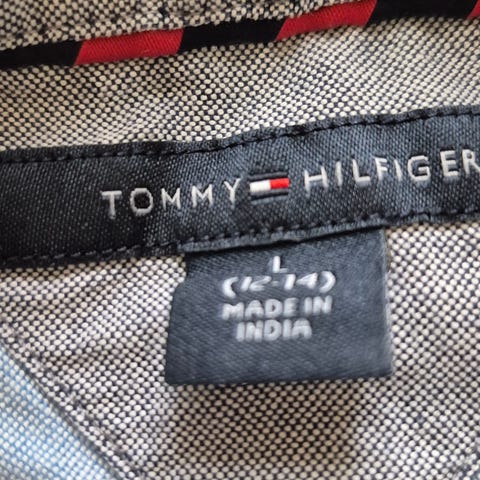 TOMMY HILFIGER
L
(12-14)
MADE IN
INDIA